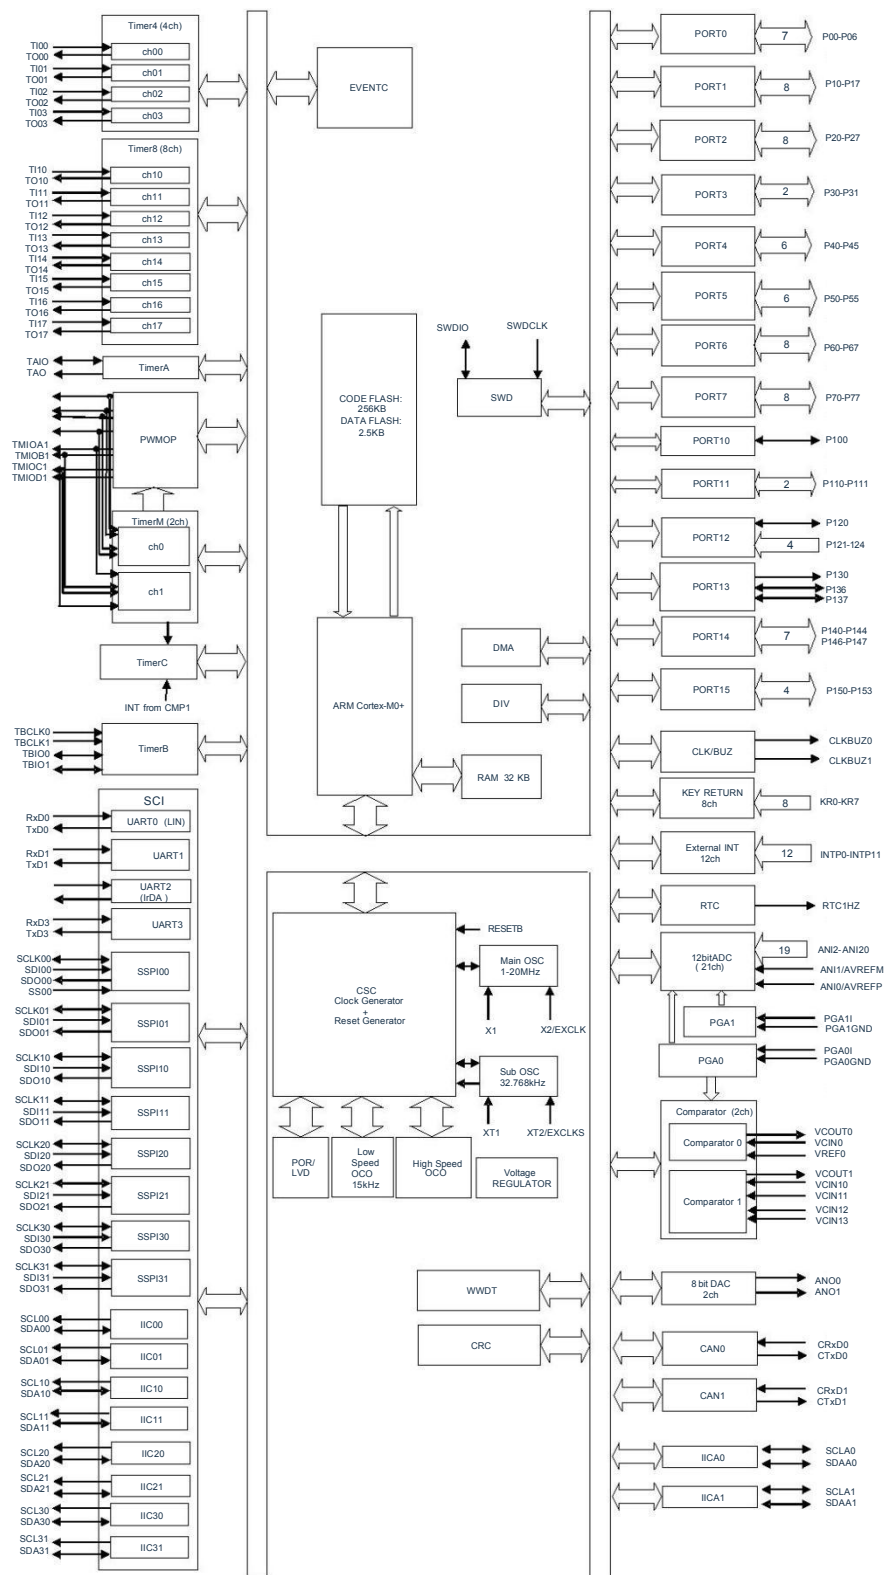 Timer4 (4ch)
TI00
TO00
ch00
TI01
TO01
ch01
TI02
TO02
ch02
TI03
TO03
ch03
Timer8 (8ch)
TI10
TO10
ch10
TI11
TO11
ch11
TI12
TO12
ch12
TI13
TO13
ch13
TI14
TO14
ch14
TI15
TO15
ch15
TI16
TO16
ch16
TI17
TO17
ch17
TAIO
TAO
TimerA
PWMOP
TMIOA1
TMIOB1
TMIOC1
TMIOD1
TimerM (2ch)
ch0
ch1
TimerC
INT from CMP1
TBCLK0
TBCLK1
TBIO0
TBIO1
TimerB
SCI
RxD0
TxD0
UART0 (LIN)
RxD1
TxD1
UART1
UART2
(IrDA )
RxD3
TxD3
UART3
SCLK00
SDI00
SDO00
SS00
SSPI00
SCLK01
SDI01
SDO01
SSPI01
SCLK10
SDI10
SDO10
SSPI10
SCLK11
SDI11
SDO11
SSPI11
SCLK20
SDI20
SDO20
SSPI20
SCLK21
SDI21
SDO21
SSPI21
SCLK30
SDI30
SDO30
SSPI30
SCLK31
SDI31
SDO31
SSPI31
SCL00
SDA00
IIC00
SCL01
SDA01
IIC01
SCL10
SDA10
IIC10
SCL11
SDA11
IIC11
SCL20
SDA20
IIC20
SCL21
SDA21
IIC21
SCL30
SDA30
IIC30
SCL31
SDA31
IIC31
EVENTC
CODE FLASH:
256KB
DATA FLASH:
2.5KB
SWDIO
SWDCLK
SWD
ARM Cortex-M0+
DMA
DIV
RAM 32 KB
CSC
Clock Generator
+
Reset Generator
RESETB
Main OSC
1-20MHz
X1
X2/EXCLK
Sub OSC
32.768kHz
XT1
XT2/EXCLKS
POR/
LVD
Low
Speed
OCO
15kHz
High Speed
OCO
Voltage
REGULATOR
WWDT
CRC
PORT0
7
P00-P06
PORT1
8
P10-P17
PORT2
8
P20-P27
PORT3
2
P30-P31
PORT4
6
P40-P45
PORT5
6
P50-P55
PORT6
8
P60-P67
PORT7
8
P70-P77
PORT10
P100
PORT11
2
P110-P111
PORT12
P120
4
P121-124
PORT13
P130
P136
P137
PORT14
7
P140-P144
P146-P147
PORT15
4
P150-P153
CLK/BUZ
CLKBUZ0
CLKBUZ1
KEY RETURN
8ch
8
KR0-KR7
External INT
12ch
12
INTP0-INTP11
RTC
RTC1HZ
12bitADC
( 21ch)
19
ANI2-ANI20
ANI1/AVREFM
ANI0/AVREFP
PGA1
PGA1I
PGA1GND
PGA0
PGA0I
PGA0GND
Comparator (2ch)
Comparator 0
VCOUT0
VCIN0
VREF0
Comparator 1
VCOUT1
VCIN10
VCIN11
VCIN12
VCIN13
8 bit DAC
2ch
ANO0
ANO1
CAN0
CRxD0
CTxD0
CAN1
CRxD1
CTxD1
IICA0
SCLA0
SDAA0
IICA1
SCLA1
SDAA1